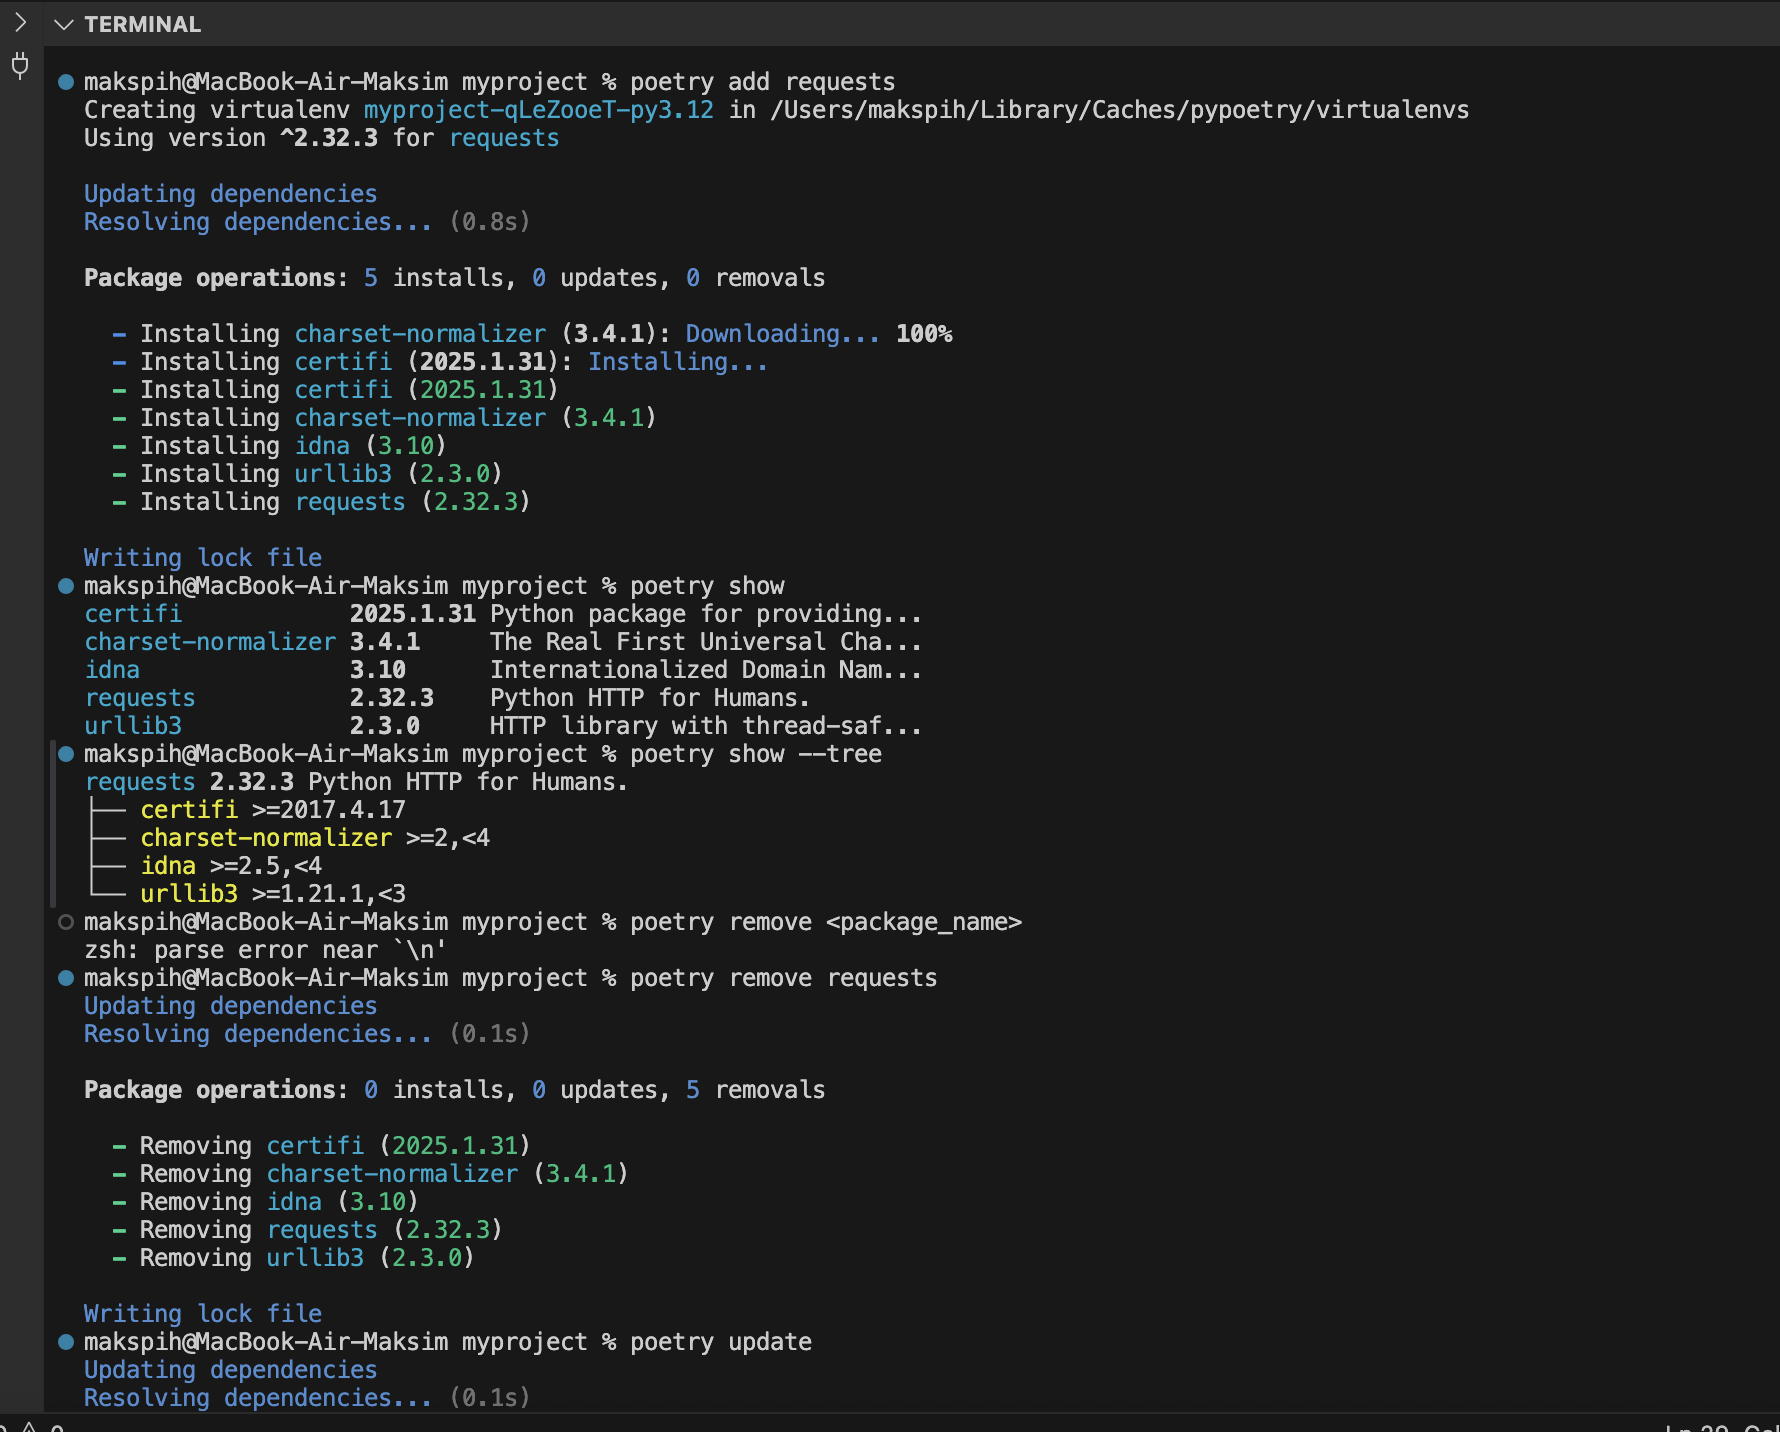 TERMINAL
makspih@MacBook-Air-Maksim myproject % poetry add requests
Creating virtualenv myproject-qLeZooeT-py3.12 in /Users/makspih/Library/Caches/pypoetry/virtualenvs
Using version ^2.32.3 for requests
Updating dependencies
Resolving dependencies... (0.8s)
Package operations: 5 installs, 0 updates, 0 removals
- Installing charset-normalizer (3.4.1): Downloading... 100%
- Installing certifi (2025.1.31): Installing...
- Installing certifi (2025.1.31)
- Installing charset-normalizer (3.4.1)
- Installing idna (3.10)
- Installing urllib3 (2.3.0)
- Installing requests (2.32.3)
Writing lock file
makspih@MacBook-Air-Maksim myproject % poetry show
certifi 2025.1.31 Python package for providing...
charset-normalizer 3.4.1 The Real First Universal Cha...
idna 3.10 Internationalized Domain Nam...
requests 2.32.3 Python HTTP for Humans.
urllib3 2.3.0 HTTP library with thread-saf...
makspih@MacBook-Air-Maksim myproject % poetry show --tree
requests 2.32.3 Python HTTP for Humans.
├── certifi >=2017.4.17
├── charset-normalizer >=2,<4
├── idna >=2.5,<4
└── urllib3 >=1.21.1,<3
makspih@MacBook-Air-Maksim myproject % poetry remove <package_name>
zsh: parse error near `\n'
makspih@MacBook-Air-Maksim myproject % poetry remove requests
Updating dependencies
Resolving dependencies... (0.1s)
Package operations: 0 installs, 0 updates, 5 removals
- Removing certifi (2025.1.31)
- Removing charset-normalizer (3.4.1)
- Removing idna (3.10)
- Removing requests (2.32.3)
- Removing urllib3 (2.3.0)
Writing lock file
makspih@MacBook-Air-Maksim myproject % poetry update
Updating dependencies
Resolving dependencies... (0.1s)